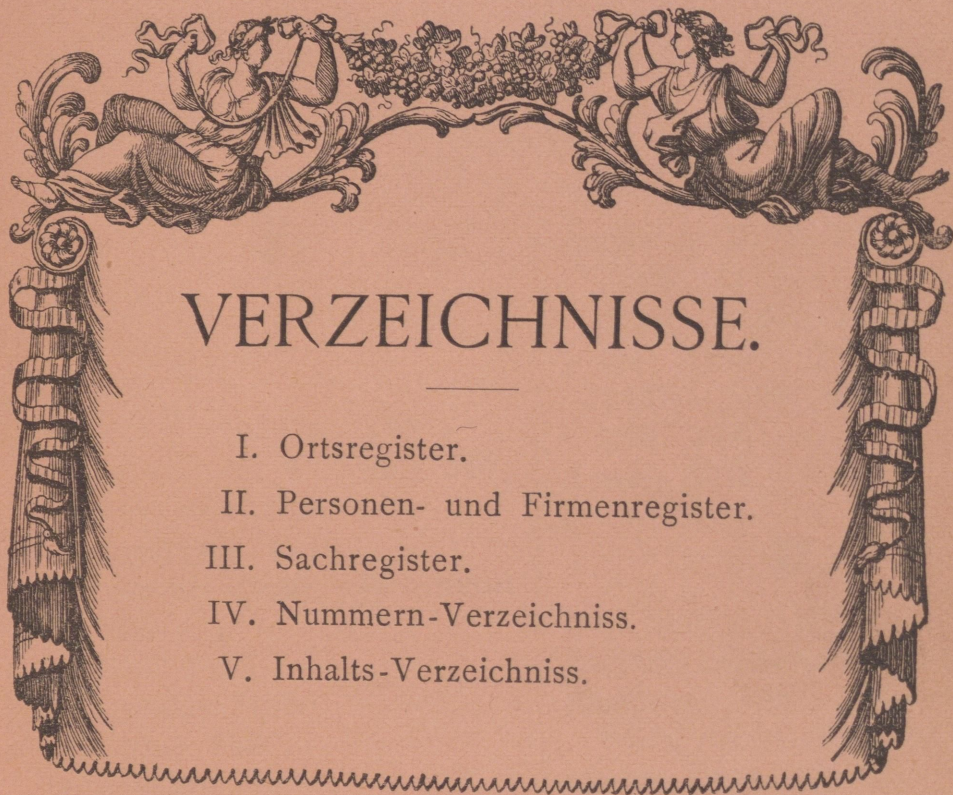 VERZEICHNISSE.
I. Ortsregister.
II. Personen- und Firmenregister.
III. Sachregister.
IV. Nummern-Verzeichniss.
V. Inhalts-Verzeichniss.